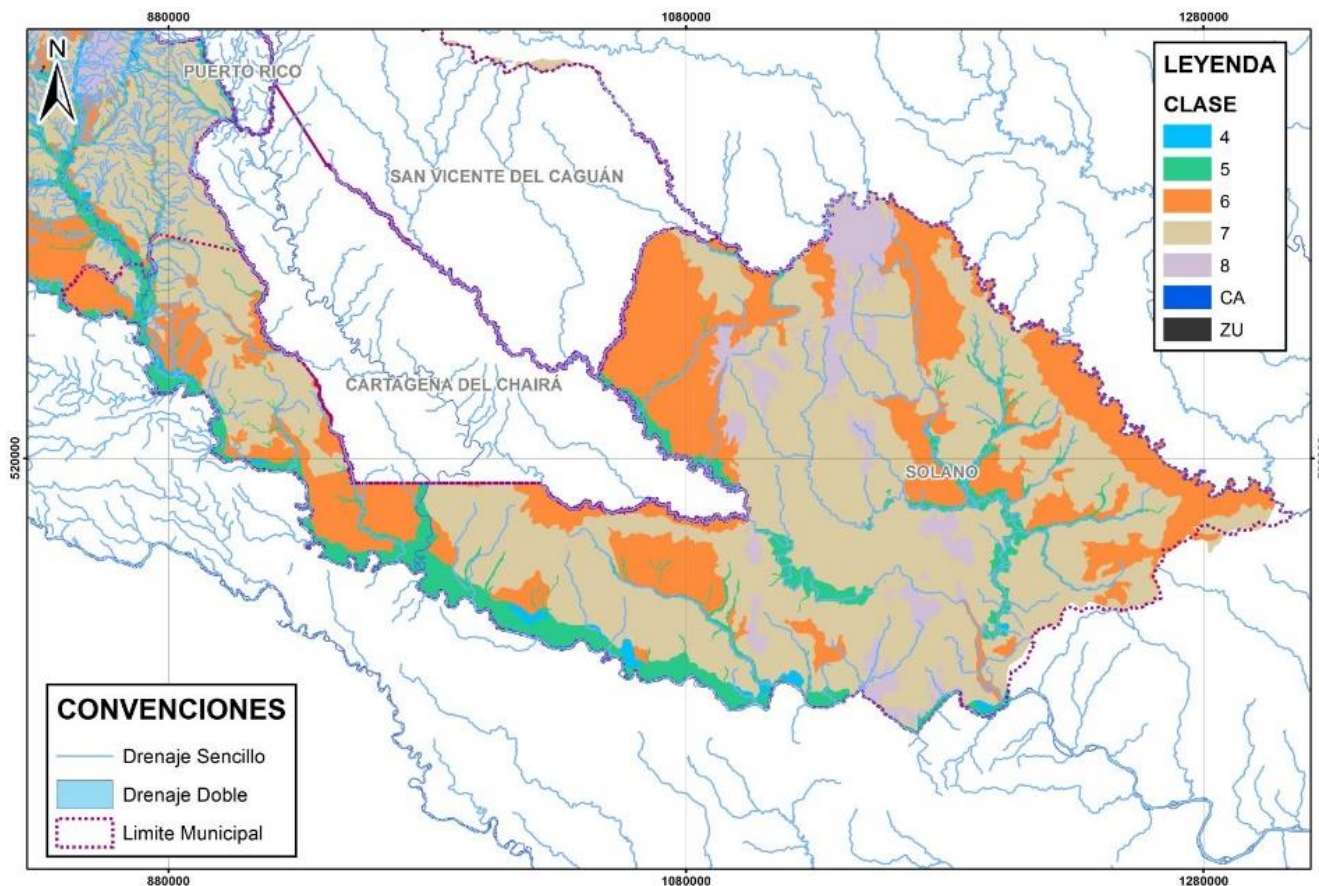 880000
1080000
1280000
N
PUERTO RICO
SAN VICENTE DEL CAGUÁN
CARTAGENA DEL CHAIRÁ
SOLANO
520000
LEYENDA
CLASE
4
5
6
7
8
CA
ZU
CONVENCIONES
Drenaje Sencillo
Drenaje Doble
Limite Municipal
880000
1080000
1280000